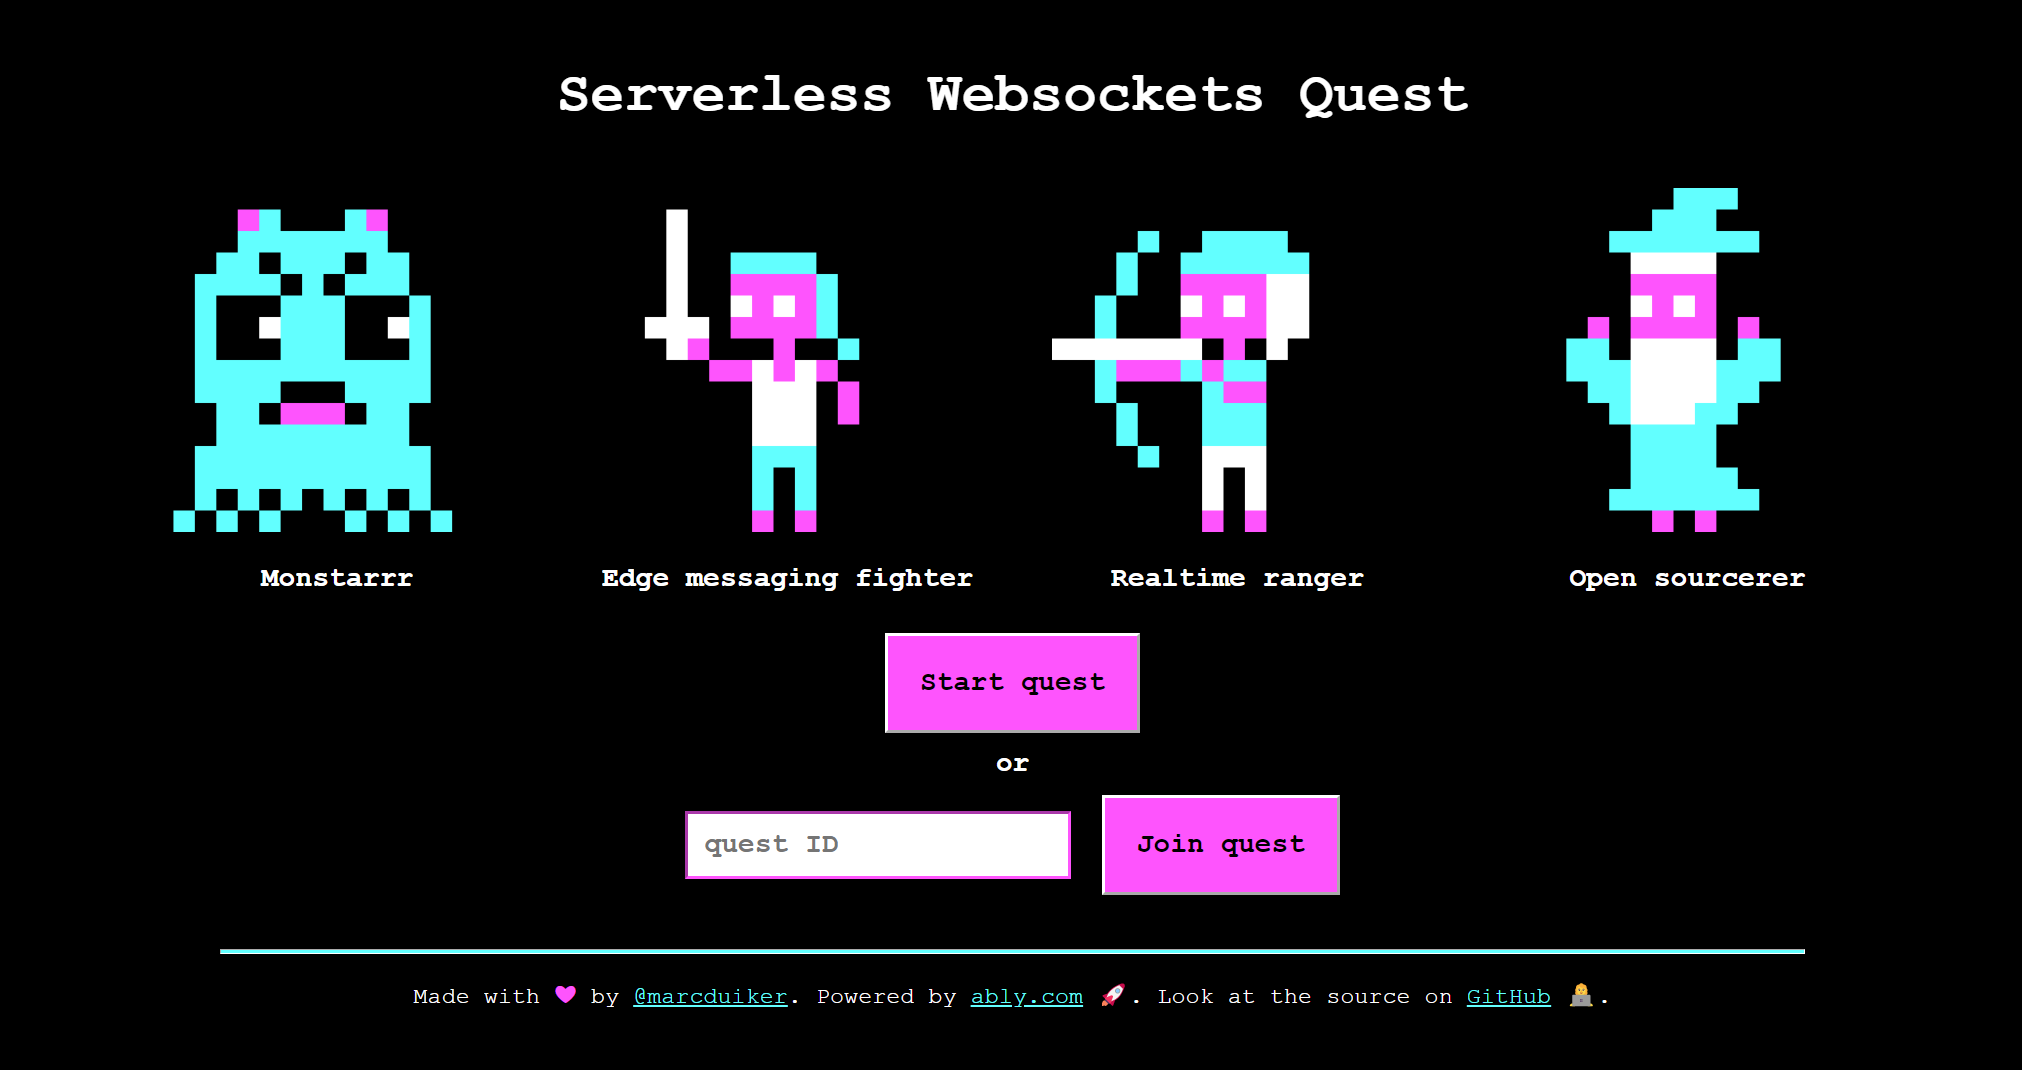 Serverless Websockets Quest
Monstarrr
Edge messaging fighter
Realtime ranger
Open sourcerer
Start quest
or
quest ID
Join quest
Made with 💜 by @marcduiker. Powered by ably.com 🚀. Look at the source on GitHub 🧑‍💻.